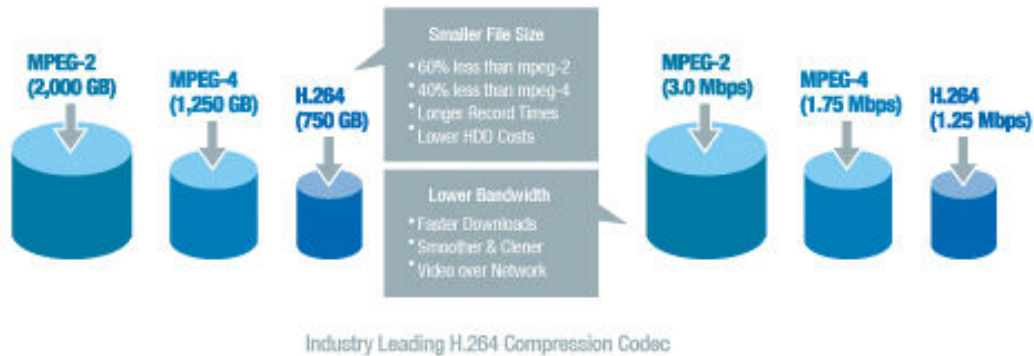 MPEG-2
(2,000 GB)
MPEG-4
(1,250 GB)
H.264
(750 GB)
Smaller File Size
• 60% less than mpeg-2
• 40% less than mpeg-4
• Longer Record Times
• Lower HDD Costs
Lower Bandwidth
• Faster Downloads
• Smoother & Clener
• Video over Network
MPEG-2
(3.0 Mbps)
MPEG-4
(1.75 Mbps)
H.264
(1.25 Mbps)
Industry Leading H.264 Compression Codec